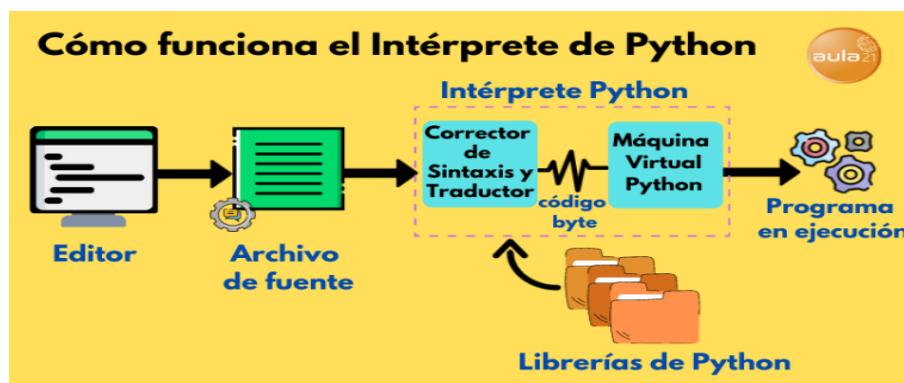 Cómo funciona el Intérprete de Python
aula21
Intérprete Python
Corrector
de
Sintaxis y
Traductor
código
byte
Máquina
Virtual
Python
Editor
Archivo
de fuente
Programa
en ejecución
Librerías de Python